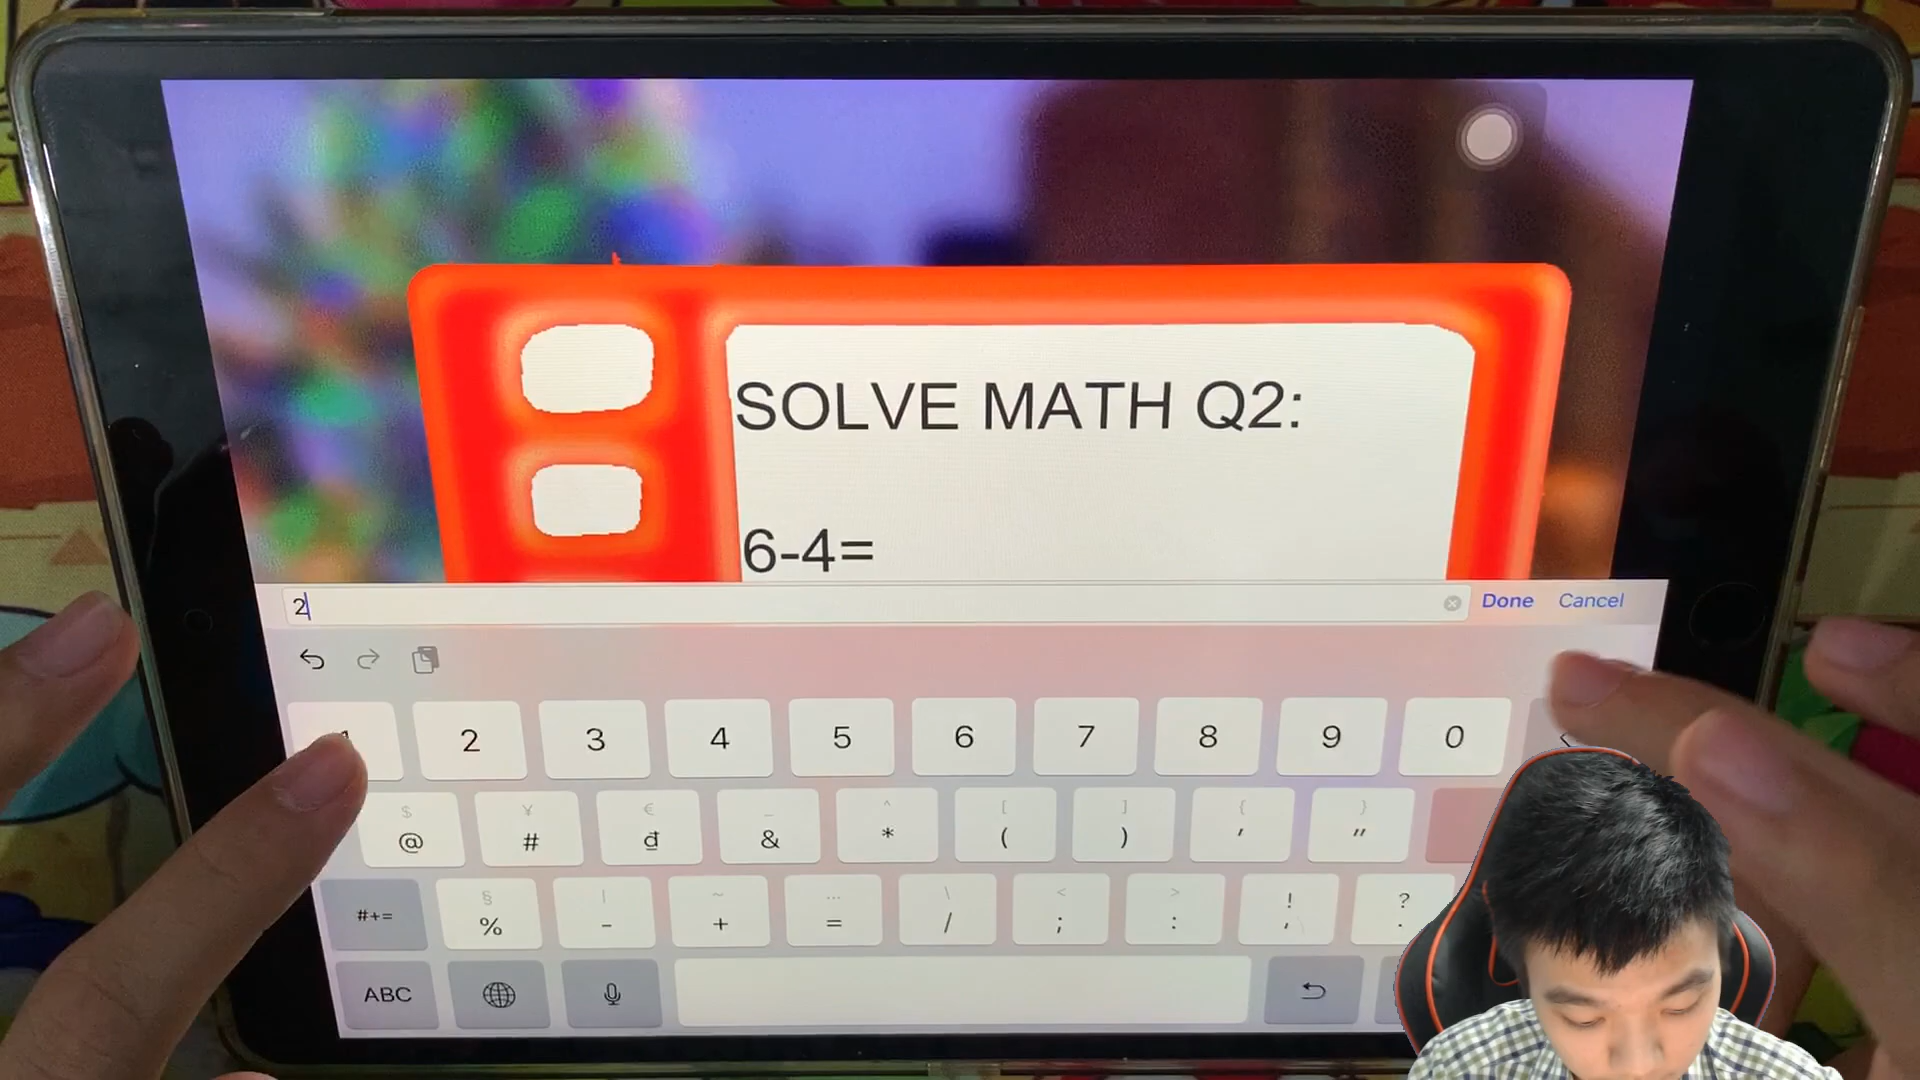 SOLVE MATH Q2:
6-4=
2
Done Cancel
2 3 4 5 6 7 8 9 0
$ ¥ € _ ^ [ ] { }
@ # ₫ & * ( ) ' "
#+= § | ~ … \ < > ! ?
% - + = / ; : , .
ABC